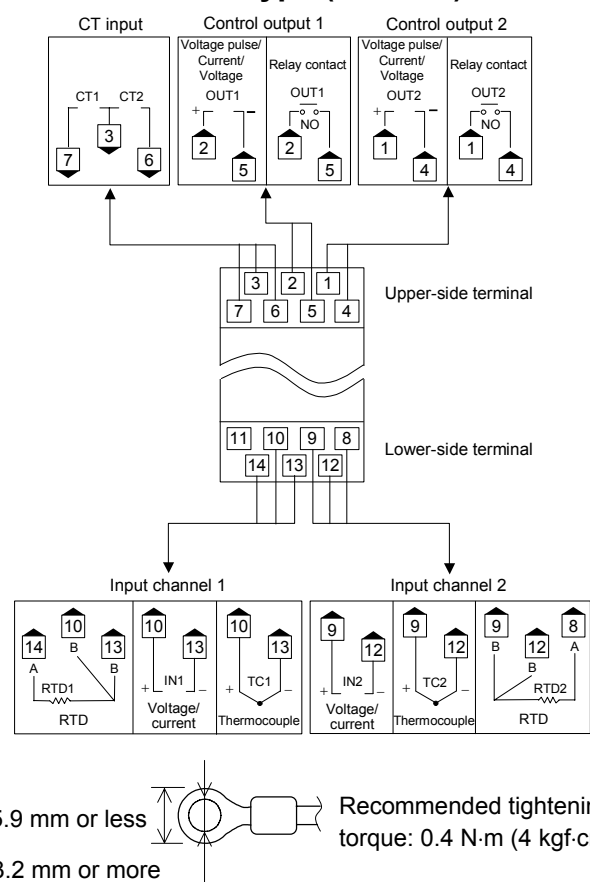 CT input
Control output 1
Control output 2
Voltage pulse/
Current/
Voltage
Relay contact
Voltage pulse/
Current/
Voltage
Relay contact
CT1 CT2
OUT1
OUT1
OUT2
OUT2
+ −
NO
+ −
NO
7 3 6
2 5
2 5
1 4
1 4
3 2 1
7 6 5 4
Upper-side terminal
11 10 9 8
14 13 12
Lower-side terminal
Input channel 1
Input channel 2
14 10 13
10 13
10 13
9 12
9 12
9 12 8
A B B
B B A
RTD1
+ IN1 −
+ TC1 −
+ IN2 −
+ TC2 −
RTD2
RTD
Voltage/
current
Thermocouple
Voltage/
current
Thermocouple
RTD
5.9 mm or less
3.2 mm or more
Recommended
torque: 0.4 N·m (4